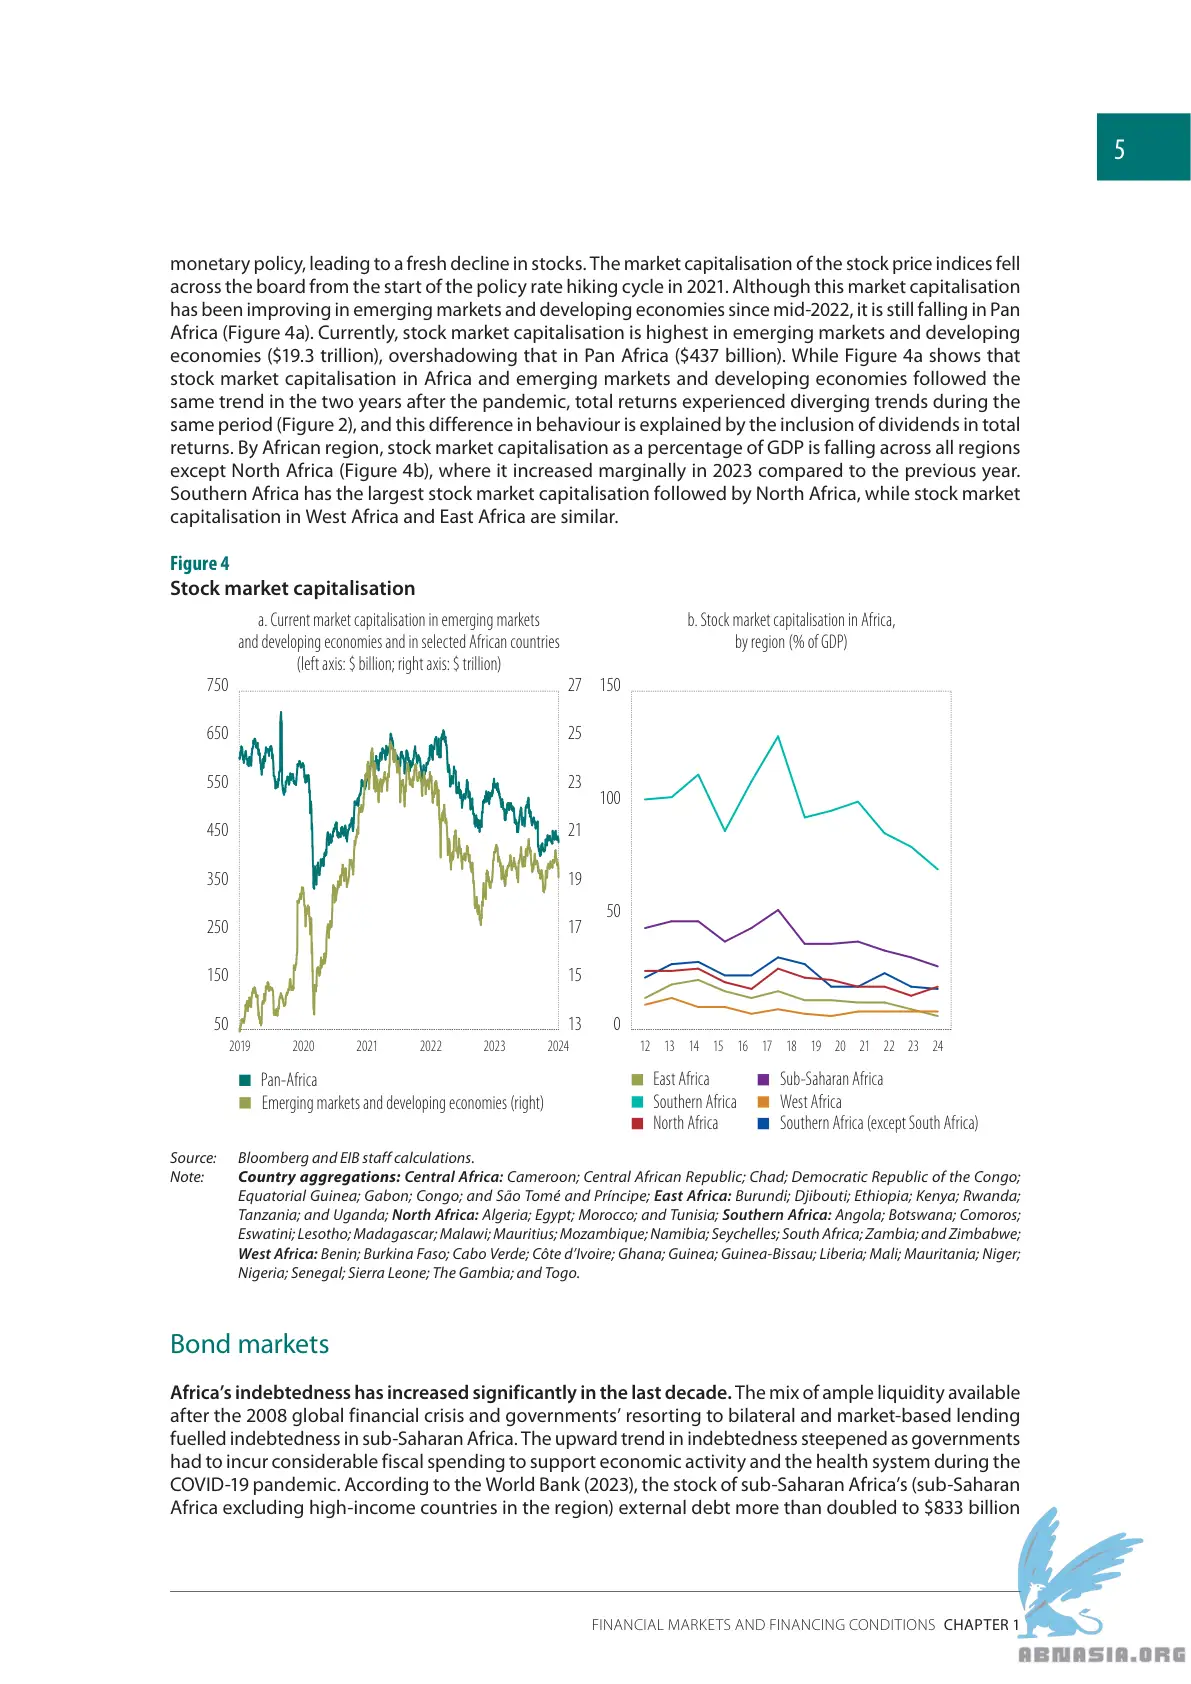 5
monetary policy, leading to a fresh decline in stocks. The market capitalisation of the stock price indices fell
across the board from the start of the policy rate hiking cycle in 2021. Although this market capitalisation
has been improving in emerging markets and developing economies since mid-2022, it is still falling in Pan
Africa (Figure 4a). Currently, stock market capitalisation is highest in emerging markets and developing
economies ($19.3 trillion), overshadowing that in Pan Africa ($437 billion). While Figure 4a shows that
stock market capitalisation in Africa and emerging markets and developing economies followed the
same trend in the two years after the pandemic, total returns experienced diverging trends during the
same period (Figure 2), and this difference in behaviour is explained by the inclusion of dividends in total
returns. By African region, stock market capitalisation as a percentage of GDP is falling across all regions
except North Africa (Figure 4b), where it increased marginally in 2023 compared to the previous year.
Southern Africa has the largest stock market capitalisation followed by North Africa, while stock market
capitalisation in West Africa and East Africa are similar.
Figure 4
Stock market capitalisation
a. Current market capitalisation in emerging markets
and developing economies and in selected African countries
(left axis: $ billion; right axis: $ trillion)
750
650
550
450
350
250
150
50
27
25
23
21
19
17
15
13
2019 2020 2021 2022 2023 2024
Pan-Africa
Emerging markets and developing economies (right)
b. Stock market capitalisation in Africa,
by region (% of GDP)
150
100
50
0
12 13 14 15 16 17 18 19 20 21 22 23 24
East Africa
Southern Africa
North Africa
Sub-Saharan Africa
West Africa
Southern Africa (except South Africa)
Source: Bloomberg and EIB staff calculations.
Note: Country aggregations: Central Africa: Cameroon; Central African Republic; Chad; Democratic Republic of the Congo;
Equatorial Guinea; Gabon; Congo; and São Tomé and Príncipe; East Africa: Burundi; Djibouti; Ethiopia; Kenya; Rwanda;
Tanzania; and Uganda; North Africa: Algeria; Egypt; Morocco; and Tunisia; Southern Africa: Angola; Botswana; Comoros;
Eswatini; Lesotho; Madagascar; Malawi; Mauritius; Mozambique; Namibia; Seychelles; South Africa; Zambia; and Zimbabwe;
West Africa: Benin; Burkina Faso; Cabo Verde; Côte d’Ivoire; Ghana; Guinea; Guinea-Bissau; Liberia; Mali; Mauritania; Niger;
Nigeria; Senegal; Sierra Leone; The Gambia; and Togo.
Bond markets
Africa’s indebtedness has increased significantly in the last decade. The mix of ample liquidity available
after the 2008 global financial crisis and governments’ resorting to bilateral and market-based lending
fuelled indebtedness in sub-Saharan Africa. The upward trend in indebtedness steepened as governments
had to incur considerable fiscal spending to support economic activity and the health system during the
COVID-19 pandemic. According to the World Bank (2023), the stock of sub-Saharan Africa’s (sub-Saharan
Africa excluding high-income countries in the region) external debt more than doubled to $833 billion
FINANCIAL MARKETS AND FINANCING CONDITIONS CHAPTER 1
ABNASIA.ORG